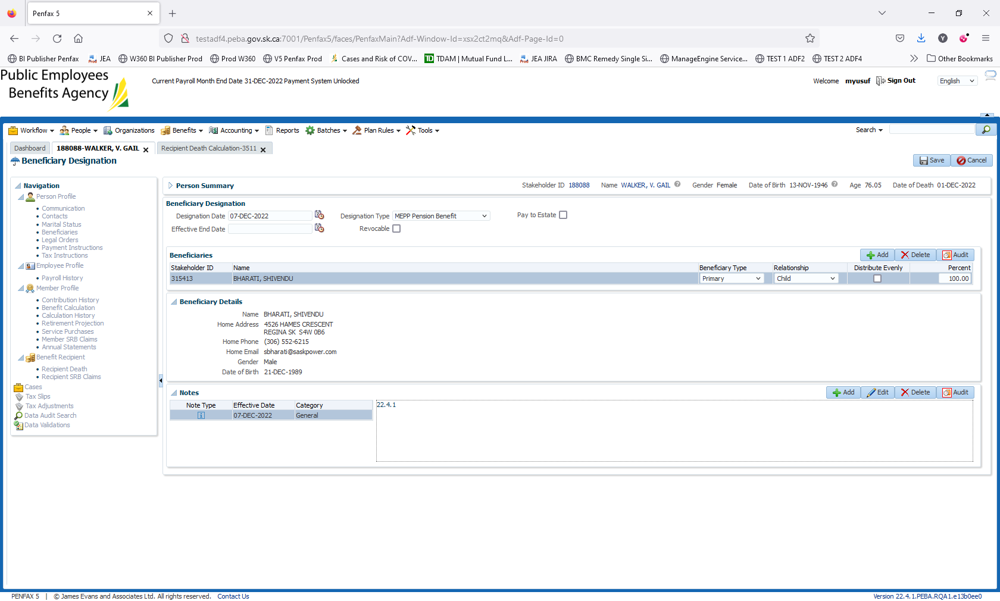 Penfax 5
testadf4.peba.gov.sk.ca:7001/Penfax5/faces/PenfaxMain?Adf-Window-Id=xsx2ct2mq&Adf-Page-Id=0
BI Publisher Penfax JEA W360 BI Publisher Prod Prod W360 V5 Penfax Prod Cases and Risk of COV... TDAM | Mutual Fund L... JEA JIRA BMC Remedy Single Si... ManageEngine Service... TEST 1 ADF2 TEST 2 ADF4 Other Bookmarks
Public Employees
Benefits Agency
Current Payroll Month End Date 31-DEC-2022 Payment System Unlocked
Welcome myusuf Sign Out English
Workflow People Organizations Benefits Accounting Reports Batches Plan Rules Tools Search
Dashboard 188088-WALKER, V. GAIL Recipient Death Calculation-3511
Beneficiary Designation Save Cancel
Navigation
Person Profile
Communication
Contacts
Marital Status
Beneficiaries
Legal Orders
Payment Instructions
Tax Instructions
Employee Profile
Payroll History
Member Profile
Contribution History
Benefit Calculation
Calculation History
Retirement Projection
Service Purchases
Member SRB Claims
Annual Statements
Benefit Recipient
Recipient Death
Recipient SRB Claims
Cases
Tax Slips
Tax Adjustments
Data Audit Search
Data Validations
Person Summary Stakeholder ID 188088 Name WALKER, V. GAIL Gender Female Date of Birth 13-NOV-1946 Age 76.05 Date of Death 01-DEC-2022
Beneficiary Designation
Designation Date 07-DEC-2022 Designation Type MEPP Pension Benefit Pay to Estate
Effective End Date Revocable
Beneficiaries Add Delete Audit
Stakeholder ID Name Beneficiary Type Relationship Distribute Evenly Percent
315413 BHARATI, SHIVENDU Primary Child 100.00
Beneficiary Details
Name BHARATI, SHIVENDU
Home Address 4526 HAMES CRESCENT
REGINA SK S4W 0B6
Home Phone (306) 552-6215
Home Email sbharati@saskpower.com
Gender Male
Date of Birth 21-DEC-1989
Notes Add Edit Delete Audit
Note Type Effective Date Category
07-DEC-2022 General
22.4.1
PENFAX 5 | © James Evans and Associates Ltd. All rights reserved. Contact Us
Version 22.4.1.PEBA.RQA1.e13b0ee0